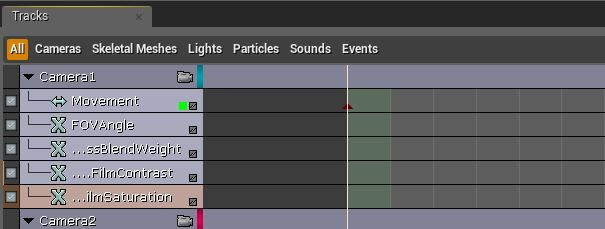 Tracks
All Cameras Skeletal Meshes Lights Particles Sounds Events
Camera1
Movement
FOVAngle
...ssBlendWeight
....FilmContrast
...ilmSaturation
Camera2